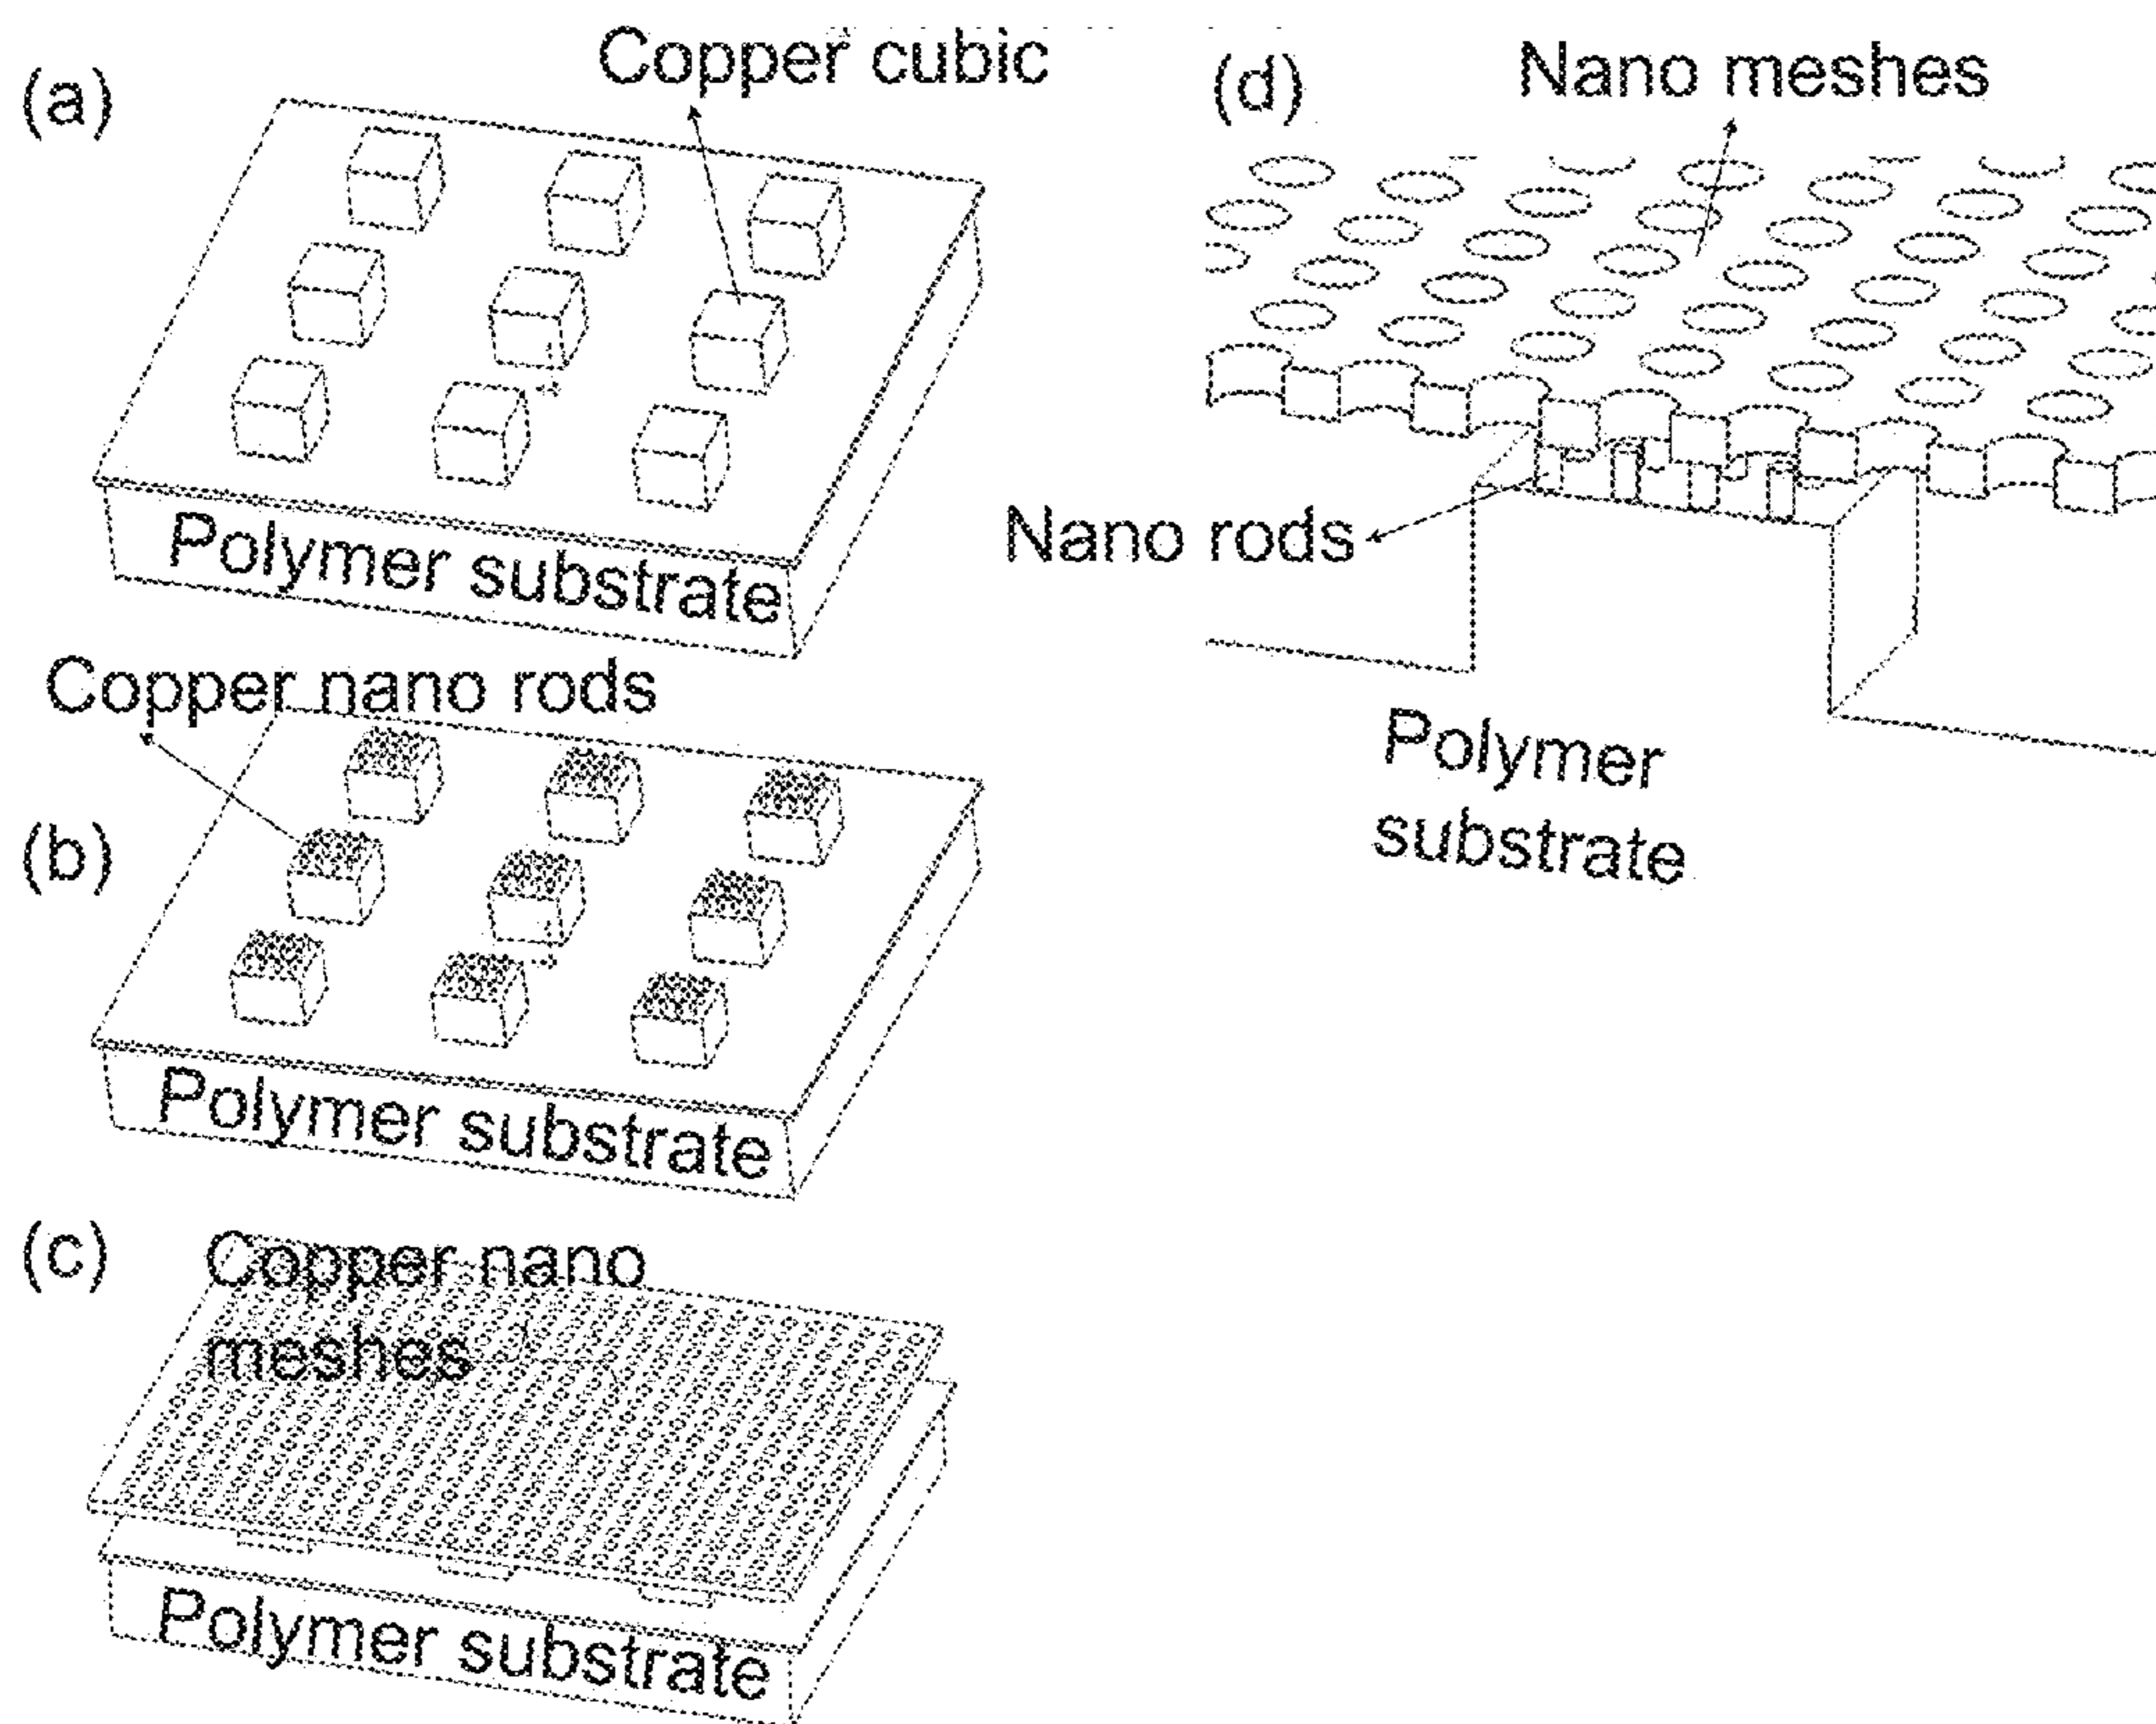 (a)
Copper cubic
Polymer substrate
Copper nano rods
(b)
Polymer substrate
(c)
Copper nano
meshes
Polymer substrate
(d)
Nano meshes
Nano rods
Polymer
substrate